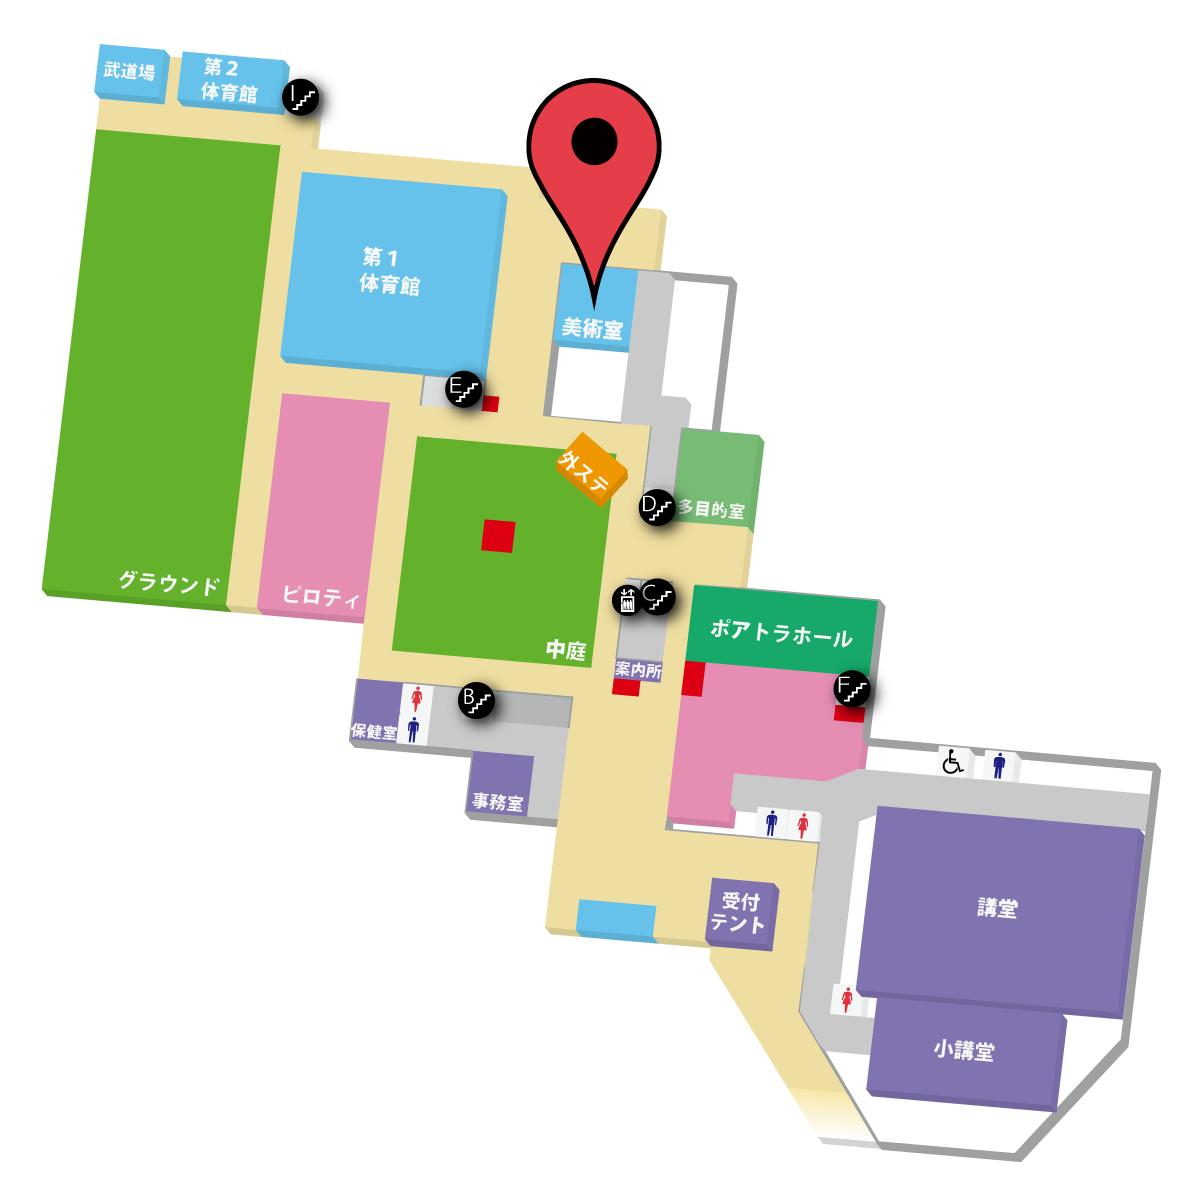 武道場
第2
体育館
I
第1
体育館
美術室
E
外ステ
D
多目的室
グラウンド
ピロティ
C
ポアトラホール
中庭
案内所
F
保健室
B
事務室
受付
テント
講堂
小講堂